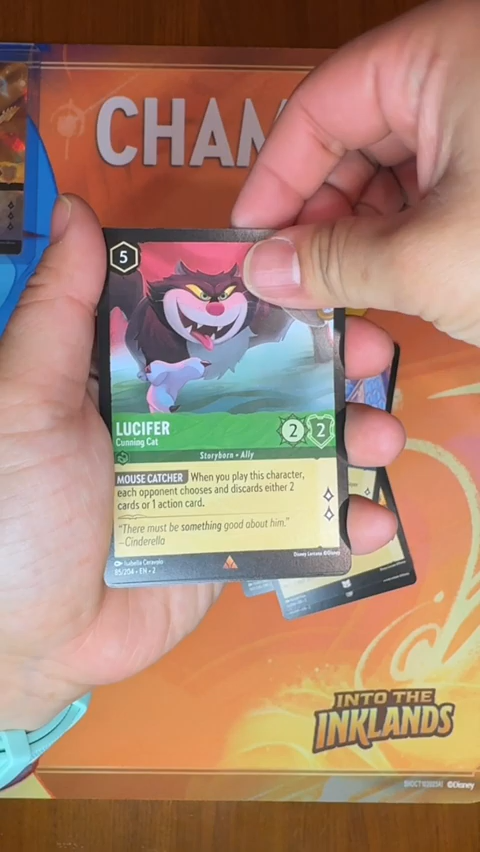 CHAM
5
LUCIFER
Cunning Cat
2 2
Storyborn • Ally
MOUSE CATCHER When you play this character,
each opponent chooses and discards either 2
cards or 1 action card.
"There must be something good about him."
—Cinderella
Isabella Ceravolo
Disney Lorcana ©Disney
85/204 • EN • 2
INTO THE
INKLANDS
©Disney